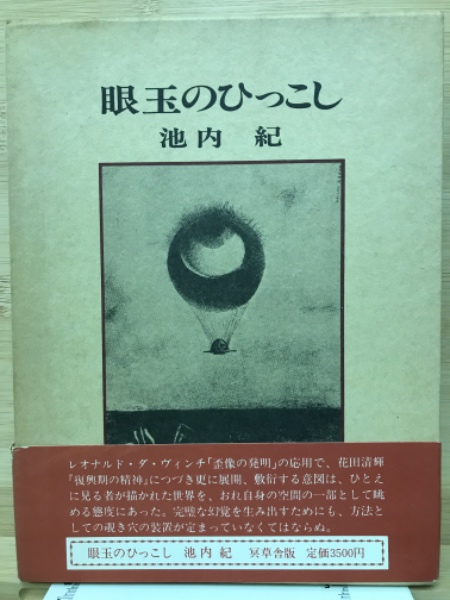 眼玉のひっこし
池内 紀
レオナルド・ダ・ヴィンチ「歪像の発明」の応用で、花田清輝
『復興期の精神』につづき更に展開、敷衍する意図は、ひとえ
に見る者が描かれた世界を、おれ自身の空間の一部として眺
める態度にあった。完璧な幻覚を生み出すためにも、方法と
しての覗き穴の装置が定まっていなくてはならぬ。
眼玉のひっこし 池内 紀 冥草舎版 定価3500円